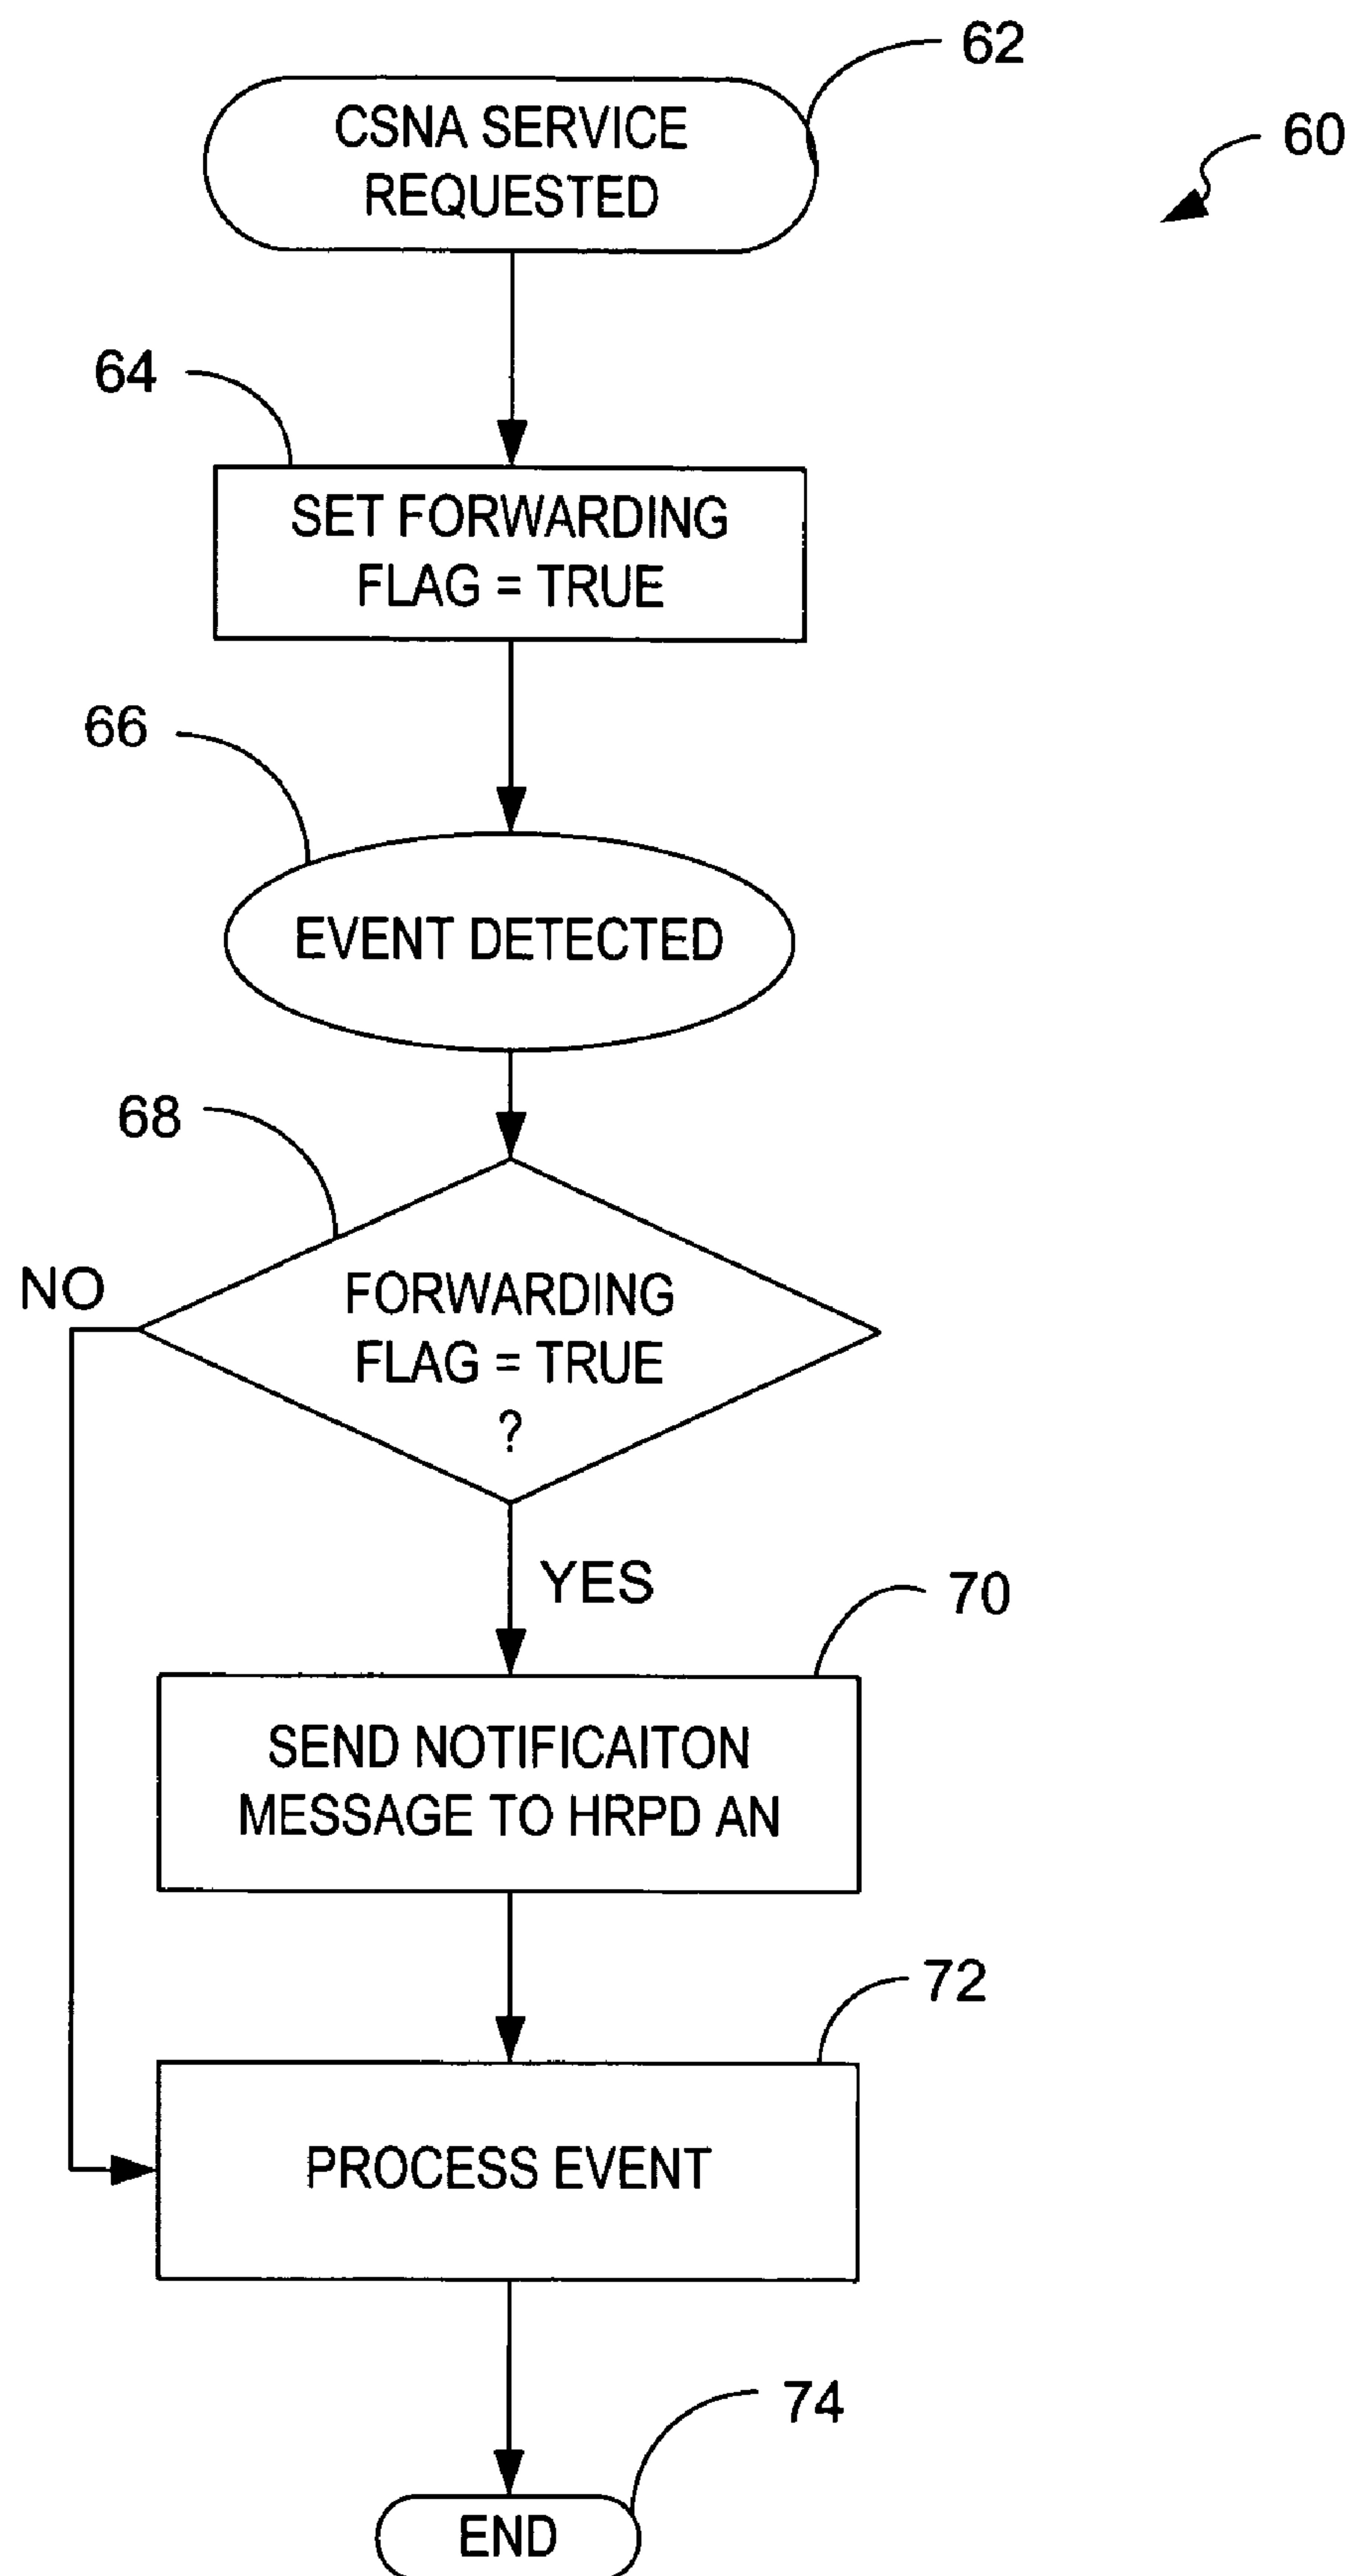 62
CSNA SERVICE
REQUESTED
60
64
SET FORWARDING
FLAG = TRUE
66
EVENT DETECTED
68
NO
FORWARDING
FLAG = TRUE
?
YES
70
SEND NOTIFICAITON
MESSAGE TO HRPD AN
72
PROCESS EVENT
74
END